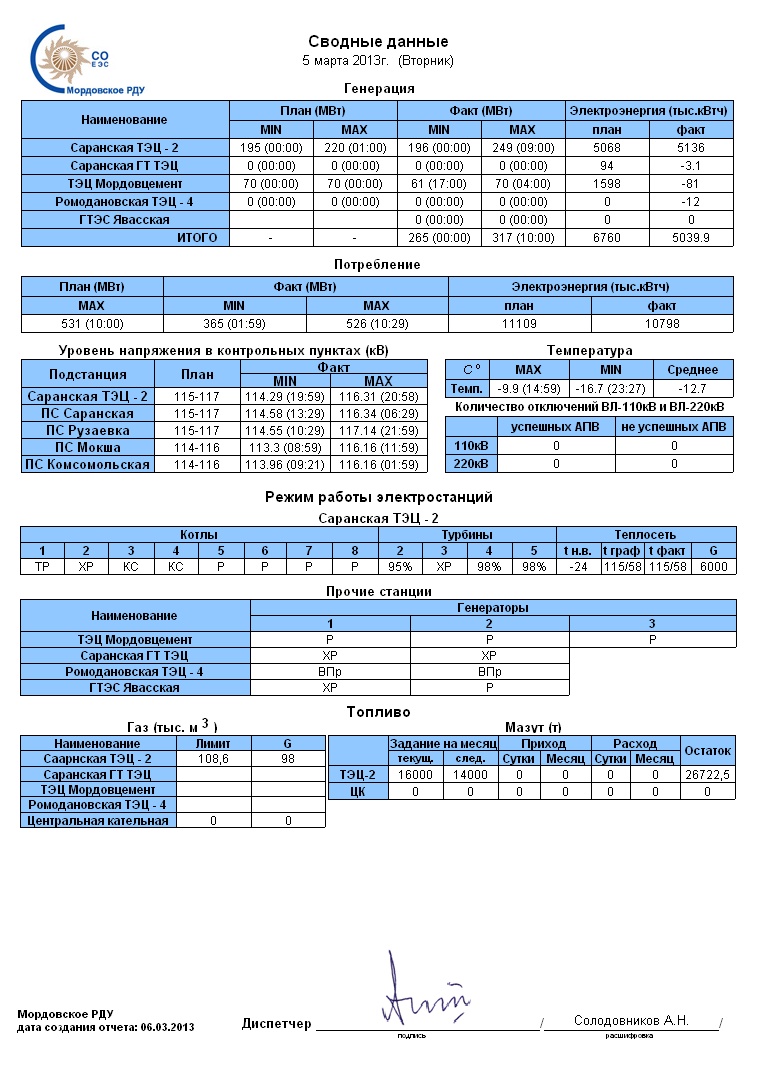 СО
ЕЭС
Мордовское РДУ
Сводные данные
5 марта 2013г. (Вторник)
Генерация
Наименование План (МВт) Факт (МВт) Электроэнергия (тыс.кВтч)
MIN MAX MIN MAX план факт
Саранская ТЭЦ - 2 195 (00:00) 220 (01:00) 196 (00:00) 249 (09:00) 5068 5136
Саранская ГТ ТЭЦ 0 (00:00) 0 (00:00) 0 (00:00) 0 (00:00) 94 -3.1
ТЭЦ Мордовцемент 70 (00:00) 70 (00:00) 61 (17:00) 70 (04:00) 1598 -81
Ромодановская ТЭЦ - 4 0 (00:00) 0 (00:00) 0 (00:00) 0 (00:00) 0 -12
ГТЭС Явасская 0 (00:00) 0 (00:00) 0 0
ИТОГО - - 265 (00:00) 317 (10:00) 6760 5039.9
Потребление
План (МВт) Факт (МВт) Электроэнергия (тыс.кВтч)
MAX MIN MAX план факт
531 (10:00) 365 (01:59) 526 (10:29) 11109 10798
Уровень напряжения в контрольных пунктах (кВ)
Подстанция План Факт
MIN MAX
Саранская ТЭЦ - 2 115-117 114.29 (19:59) 116.31 (20:58)
ПС Саранская 115-117 114.58 (13:29) 116.34 (06:29)
ПС Рузаевка 115-117 114.55 (10:29) 117.14 (21:59)
ПС Мокша 114-116 113.3 (08:59) 116.16 (11:59)
ПС Комсомольская 114-116 113.96 (09:21) 116.16 (01:59)
Температура
С º MAX MIN Среднее
Темп. -9.9 (14:59) -16.7 (23:27) -12.7
Количество отключений ВЛ-110кВ и ВЛ-220кВ
успешных АПВ не успешных АПВ
110кВ 0 0
220кВ 0 0
Режим работы электростанций
Саранская ТЭЦ - 2
Котлы Турбины Теплосеть
1 2 3 4 5 6 7 8 2 3 4 5 t н.в. t граф t факт G
ТР ХР КС КС Р Р Р Р 95% ХР 98% 98% -24 115/58 115/58 6000
Прочие станции
Наименование Генераторы
1 2 3
ТЭЦ Мордовцемент Р Р Р
Саранская ГТ ТЭЦ ХР ХР
Ромодановская ТЭЦ - 4 ВПр ВПр
ГТЭС Явасская ХР Р
Топливо
Газ (тыс. м 3 )
Наименование Лимит G
Саарнская ТЭЦ - 2 108,6 98
Саранская ГТ ТЭЦ
ТЭЦ Мордовцемент
Ромодановская ТЭЦ - 4
Центральная кательная 0 0
Мазут (т)
Задание на месяц Приход Расход Остаток
текущ. след. Сутки Месяц Сутки Месяц
ТЭЦ-2 16000 14000 0 0 0 0 26722,5
ЦК 0 0 0 0 0 0 0
Мордовское РДУ
дата создания отчета: 06.03.2013
Диспетчер / Солодовников А.Н. /
подпись расшифровка